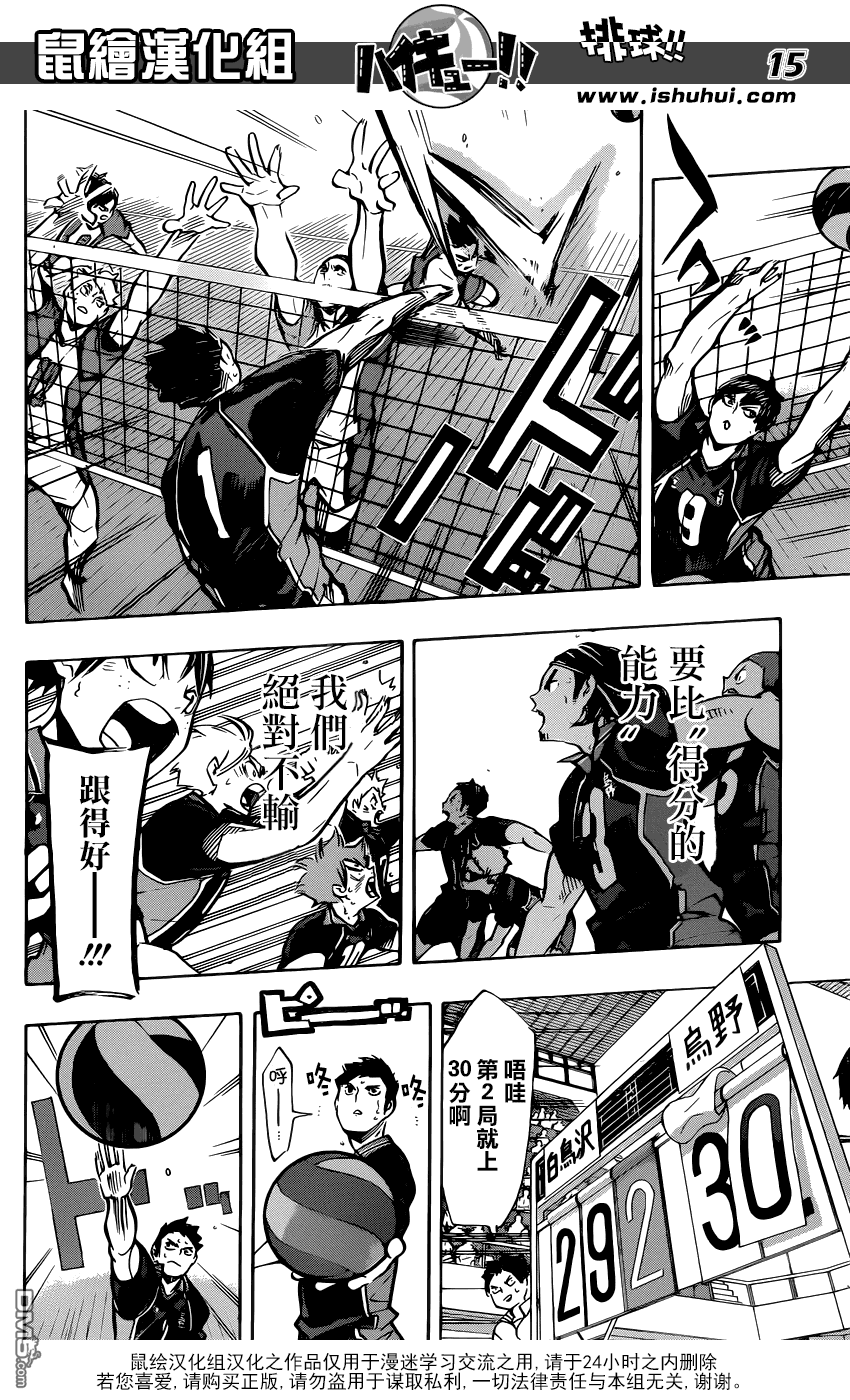 鼠繪漢化組
ハイキュー!!
排球!!
15
www.ishuhui.com
ド
1
9
要比〝得分的
能力〞
我們
絕對不輸
跟得好——!!!
唔哇
第2局就上
30分啊
烏野
白鳥沢
30
2
29
咚
咚
呼…
ドッ
DM5
鼠绘汉化组汉化之作品仅用于漫迷学习交流之用,请于24小时之内删除
若您喜爱,请购买正版,请勿盗用于谋取私利,一切法律责任与本组无关,谢谢。